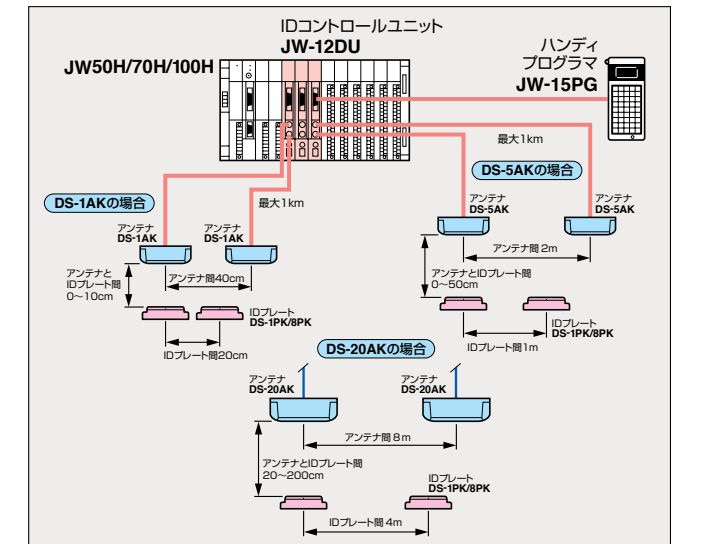 IDコントロールユニット
JW-12DU
JW50H/70H/100H
ハンディ
プログラマ
JW-15PG
最大1km
DS-5AKの場合
DS-1AKの場合
最大1km
アンテナ
DS-1AK
アンテナ
DS-1AK
アンテナ
DS-5AK
アンテナ
DS-5AK
アンテナと
IDプレート間
0〜10cm
アンテナ間40cm
アンテナ間2m
アンテナとIDプレート間
0〜50cm
IDプレート
DS-1PK/8PK
IDプレート間20cm
IDプレート
DS-1PK/8PK
IDプレート間1m
DS-20AKの場合
アンテナ
DS-20AK
アンテナ
DS-20AK
アンテナ間8m
アンテナとIDプレート間
20〜200cm
IDプレート
DS-1PK/8PK
IDプレート間4m